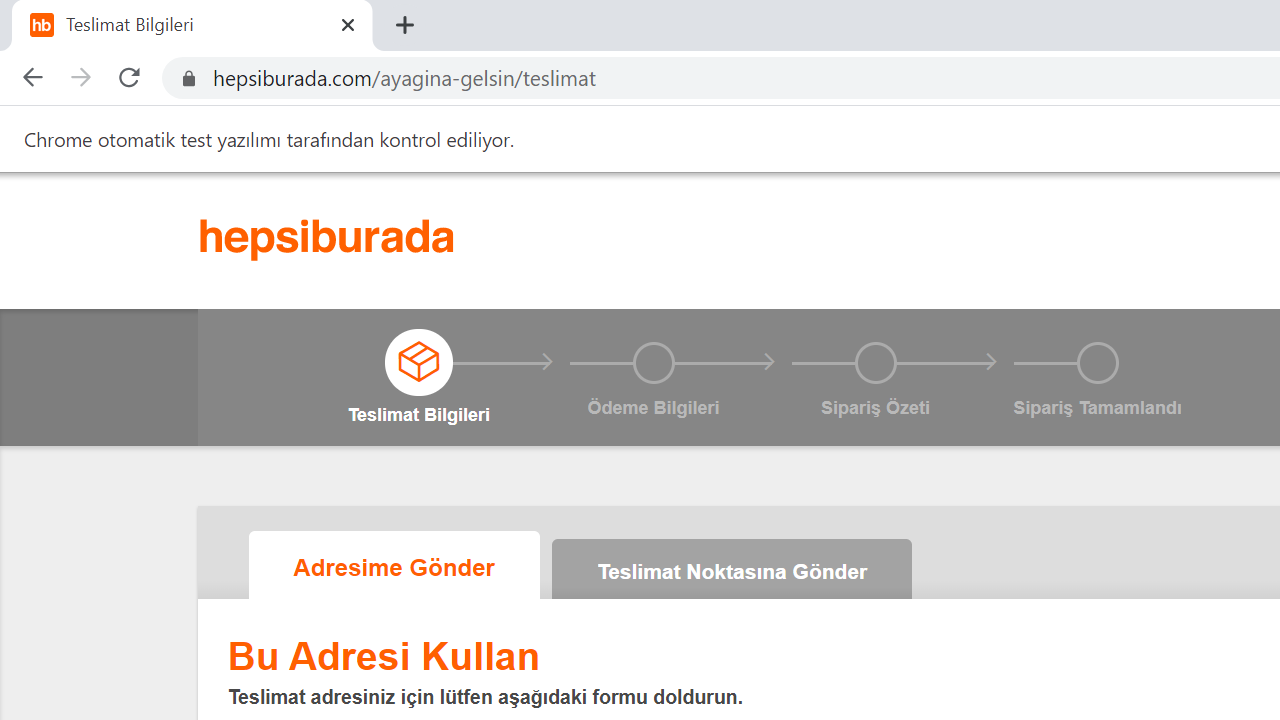 hb Teslimat Bilgileri
hepsiburada.com/ayagina-gelsin/teslimat
Chrome otomatik test yazılımı tarafından kontrol ediliyor.
hepsiburada
Teslimat Bilgileri
Ödeme Bilgileri
Sipariş Özeti
Sipariş Tamamlandı
Adresime Gönder
Teslimat Noktasına Gönder
Bu Adresi Kullan
Teslimat adresiniz için lütfen aşağıdaki formu doldurun.